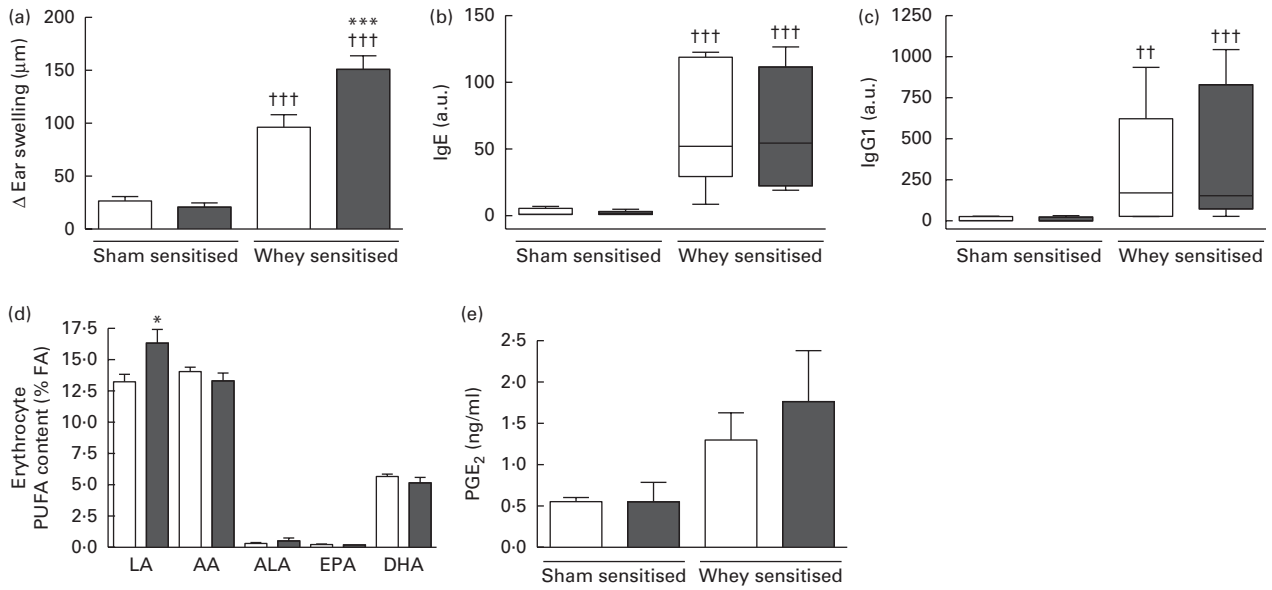 (a)
200
150
100
50
0
Δ Ear swelling (μm)
†††
***
†††
Sham sensitised Whey sensitised
(b)
150
100
50
0
IgE (a.u.)
††† †††
Sham sensitised Whey sensitised
(c)
1250
1000
750
500
250
0
IgG1 (a.u.)
††
†††
Sham sensitised Whey sensitised
(d)
17·5
15·0
12·5
10·0
7·5
5·0
2·5
0·0
Erythrocyte
PUFA content (% FA)
*
LA AA ALA EPA DHA
(e)
2·5
2·0
1·5
1·0
0·5
0·0
PGE₂ (ng/ml)
Sham sensitised Whey sensitised